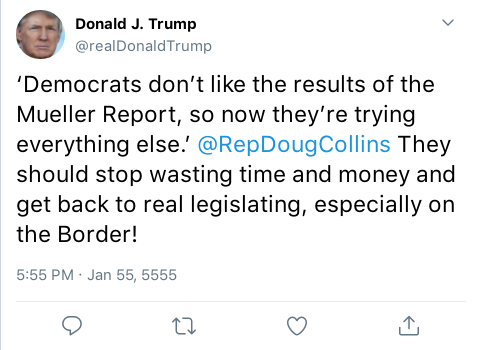 Donald J. Trump
@realDonaldTrump
‘Democrats don’t like the results of the
Mueller Report, so now they’re trying
everything else.’ @RepDougCollins They
should stop wasting time and money and
get back to real legislating, especially on
the Border!
5:55 PM · Jan 55, 5555